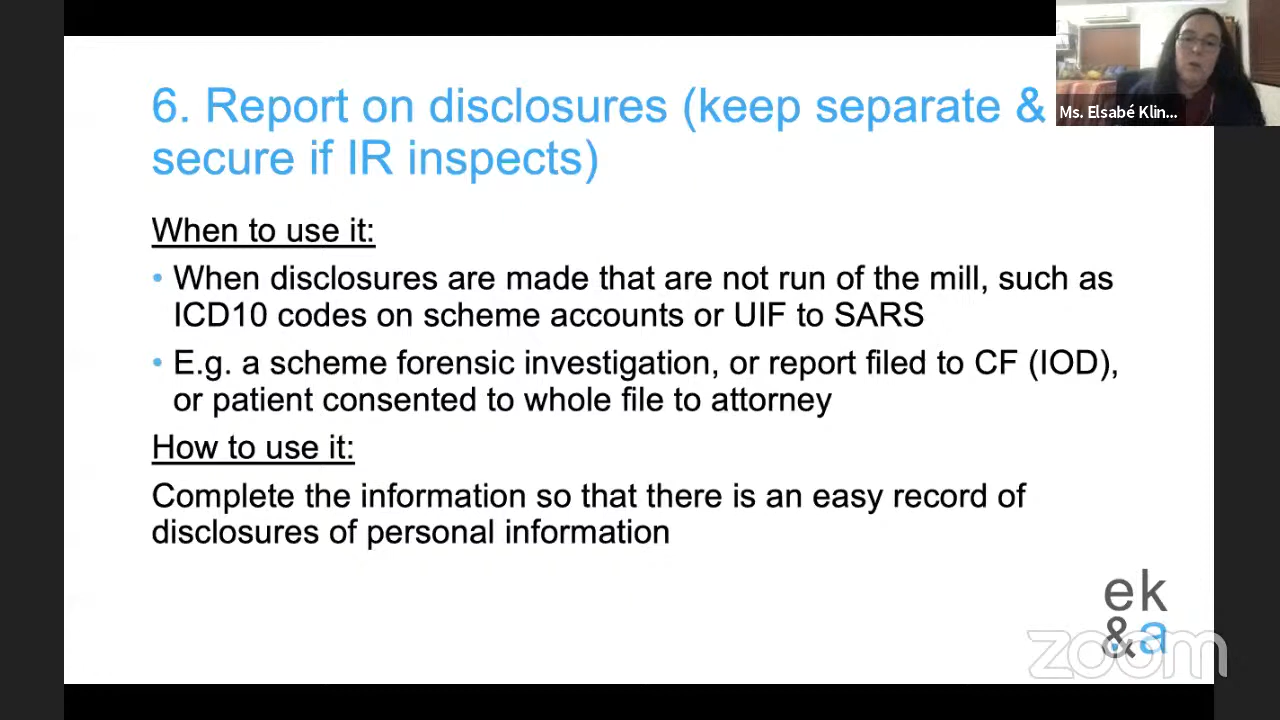 6. Report on disclosures (keep separate &
secure if IR inspects)
Ms. Elsabé Klin...
When to use it:
• When disclosures are made that are not run of the mill, such as
ICD10 codes on scheme accounts or UIF to SARS
• E.g. a scheme forensic investigation, or report filed to CF (IOD),
or patient consented to whole file to attorney
How to use it:
Complete the information so that there is an easy record of
disclosures of personal information
ek
&a
zoom